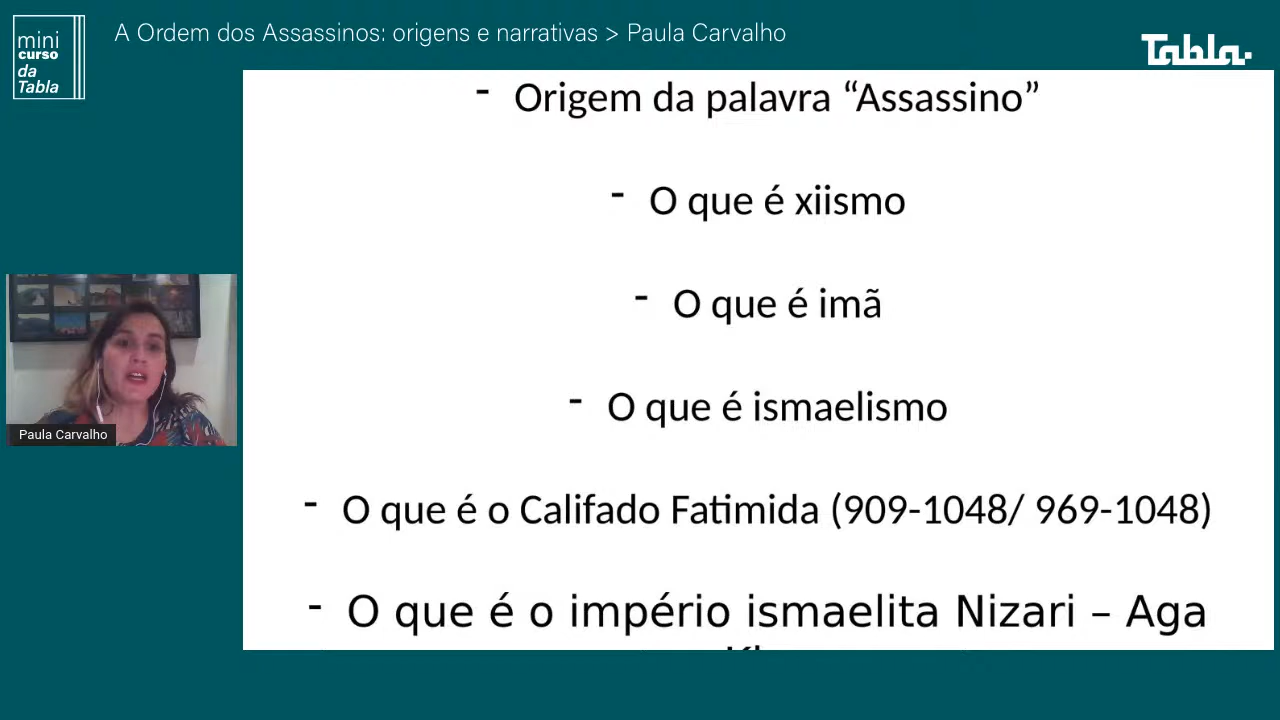 mini
curso
da
Tabla
A Ordem dos Assassinos: origens e narrativas > Paula Carvalho
Tabla.
- Origem da palavra “Assassino”
- O que é xiismo
- O que é imã
- O que é ismaelismo
- O que é o Califado Fatimida (909-1048/ 969-1048)
- O que é o império ismaelita Nizari – Aga
Paula Carvalho